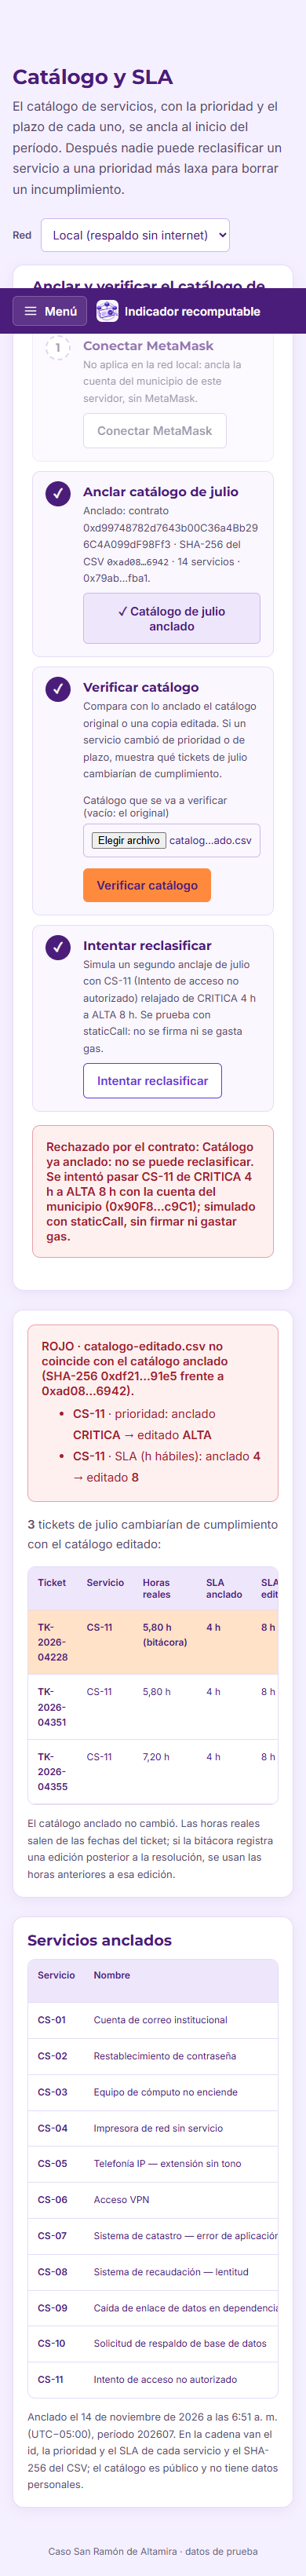 Catálogo y SLA
El catálogo de servicios, con la prioridad y el
plazo de cada uno, se ancla al inicio del
período. Después nadie puede reclasificar un
servicio a una prioridad más laxa para borrar
un incumplimiento.
Red
Local (respaldo sin internet)
Anclar y verificar el catálogo de
Menú
Indicador recomputable
1
Conectar MetaMask
No aplica en la red local: ancla la
cuenta del municipio de este
servidor, sin MetaMask.
Conectar MetaMask
✓
Anclar catálogo de julio
Anclado: contrato
0xd99748782d7643b00C36a4Bb29
6C4A099dF98Ff3 · SHA-256 del
CSV 0xad08…6942 · 14 servicios ·
0x79ab…fba1.
✓ Catálogo de julio
anclado
✓
Verificar catálogo
Compara con lo anclado el catálogo
original o una copia editada. Si un
servicio cambió de prioridad o de
plazo, muestra qué tickets de julio
cambiarían de cumplimiento.
Catálogo que se va a verificar
(vacío: el original)
Elegir archivo catalog...ado.csv
Verificar catálogo
✓
Intentar reclasificar
Simula un segundo anclaje de julio
con CS-11 (Intento de acceso no
autorizado) relajado de CRITICA 4 h
a ALTA 8 h. Se prueba con
staticCall: no se firma ni se gasta
gas.
Intentar reclasificar
Rechazado por el contrato: Catálogo
ya anclado: no se puede reclasificar.
Se intentó pasar CS-11 de CRITICA 4
h a ALTA 8 h con la cuenta del
municipio (0x90F8...c9C1); simulado
con staticCall, sin firmar ni gastar
gas.
ROJO · catalogo-editado.csv no
coincide con el catálogo anclado
(SHA-256 0xdf21…91e5 frente a
0xad08…6942).
• CS-11 · prioridad: anclado
CRITICA → editado ALTA
• CS-11 · SLA (h hábiles): anclado 4
→ editado 8
3 tickets de julio cambiarían de cumplimiento
con el catálogo editado:
Ticket Servicio Horas reales SLA anclado SLA
TK-2026-04228 CS-11 5,80 h (bitácora) 4 h 8 h
TK-2026-04351 CS-11 5,80 h 4 h 8 h
TK-2026-04355 CS-11 7,20 h 4 h 8 h
El catálogo anclado no cambió. Las horas reales
salen de las fechas del ticket; si la bitácora registra
una edición posterior a la resolución, se usan las
horas anteriores a esa edición.
Servicios anclados
Servicio Nombre
CS-01 Cuenta de correo institucional
CS-02 Restablecimiento de contraseña
CS-03 Equipo de cómputo no enciende
CS-04 Impresora de red sin servicio
CS-05 Telefonía IP — extensión sin tono
CS-06 Acceso VPN
CS-07 Sistema de catastro — error de aplicación
CS-08 Sistema de recaudación — lentitud
CS-09 Caída de enlace de datos en dependencia
CS-10 Solicitud de respaldo de base de datos
CS-11 Intento de acceso no autorizado
Anclado el 14 de noviembre de 2026 a las 6:51 a. m.
(UTC−05:00), período 202607. En la cadena van el
id, la prioridad y el SLA de cada servicio y el SHA-
256 del CSV; el catálogo es público y no tiene datos
personales.
Caso San Ramón de Altamira · datos de prueba